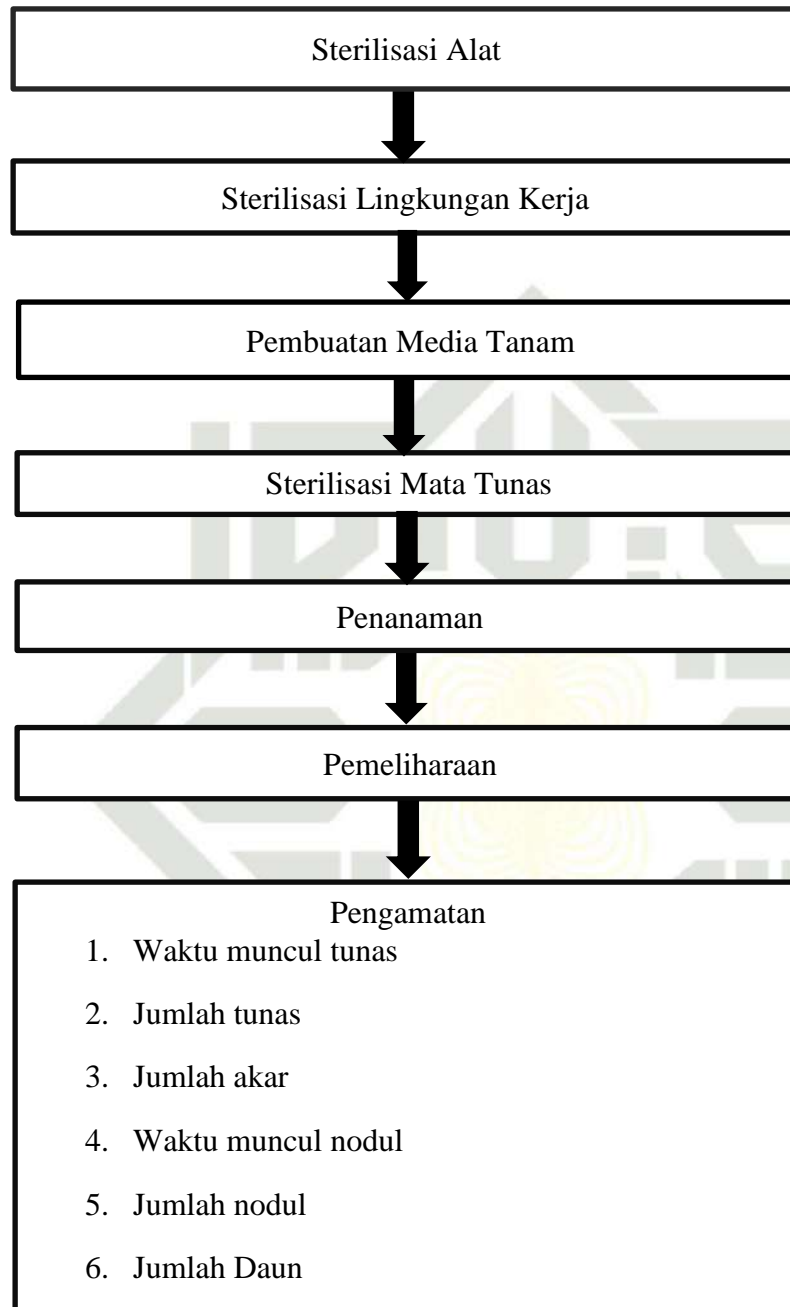 Sterilisasi Alat
Sterilisasi Lingkungan Kerja
Pembuatan Media Tanam
Sterilisasi Mata Tunas
Penanaman
Pemeliharaan
Pengamatan
1. Waktu muncul tunas
2. Jumlah tunas
3. Jumlah akar
4. Waktu muncul nodul
5. Jumlah nodul
6. Jumlah Daun